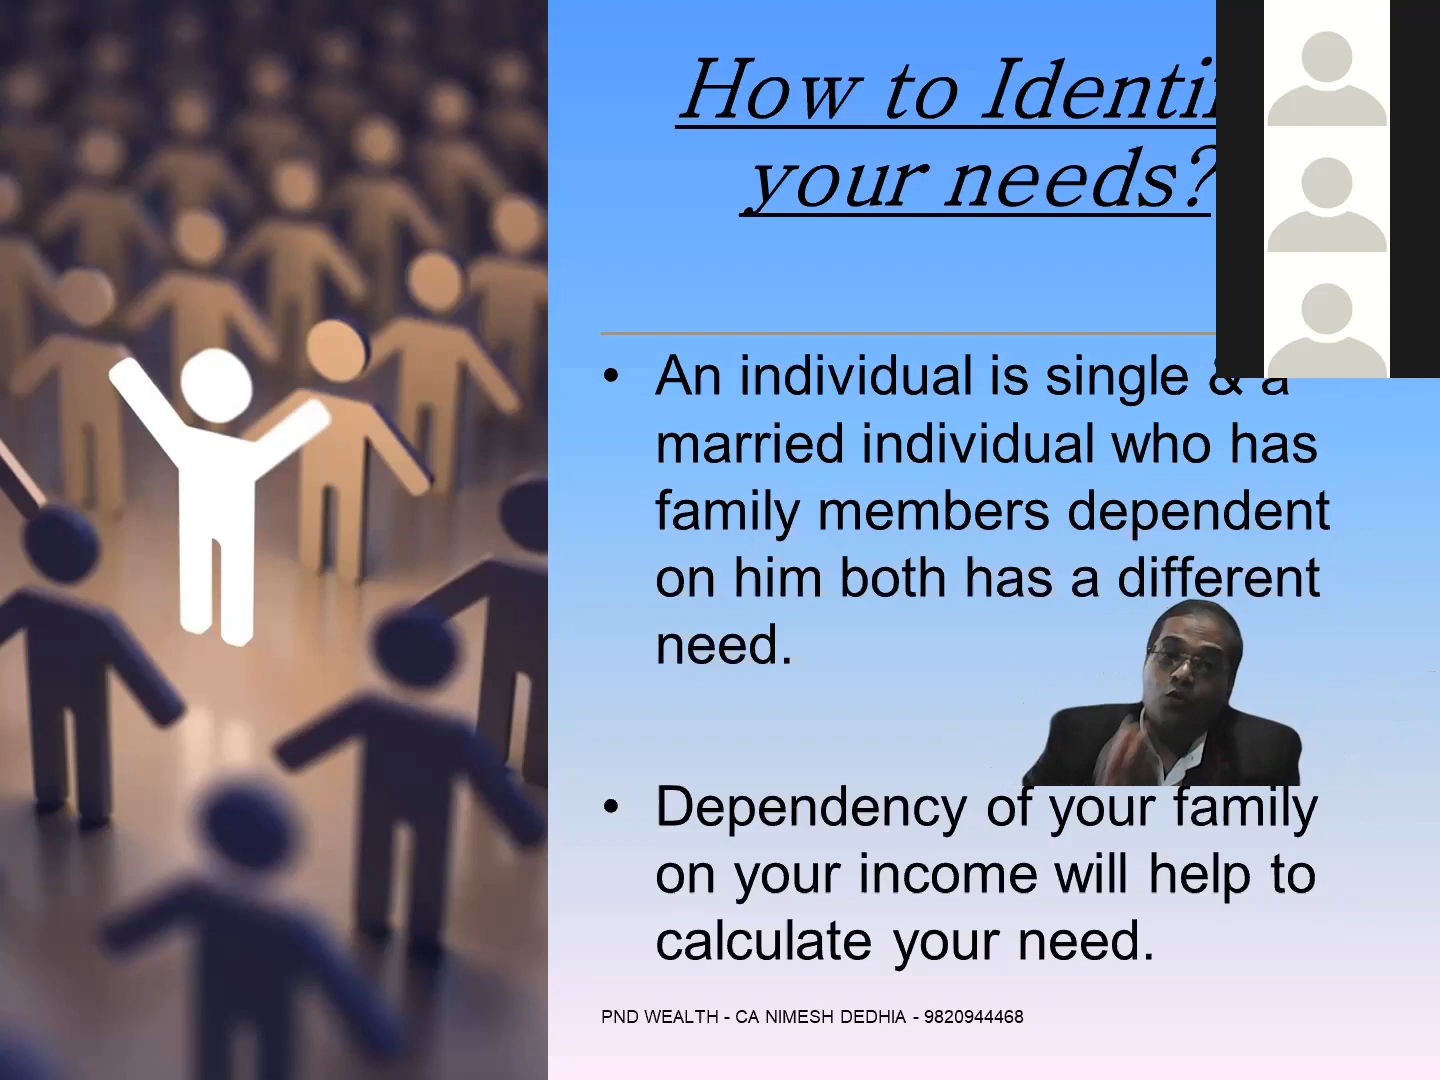 How to
your needs?
• An individual is single & a
married individual who has
family members dependent
on him both has a different
need.
• Dependency of your family
on your income will help to
calculate your need.
PND WEALTH - CA NIMESH DEDHIA - 9820944468